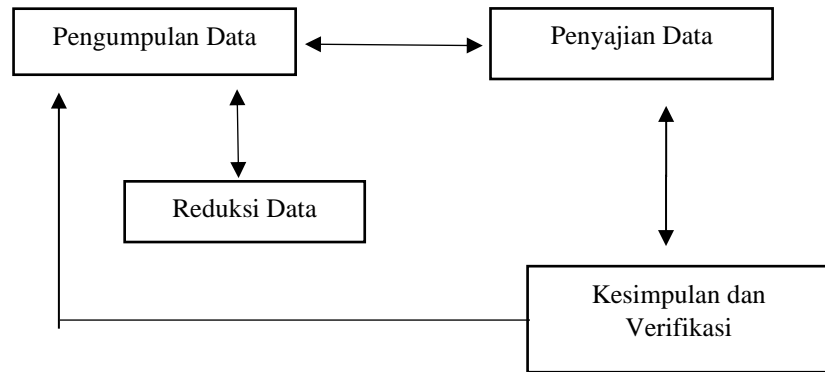 Pengumpulan Data
Penyajian Data
Reduksi Data
Kesimpulan dan
Verifikasi